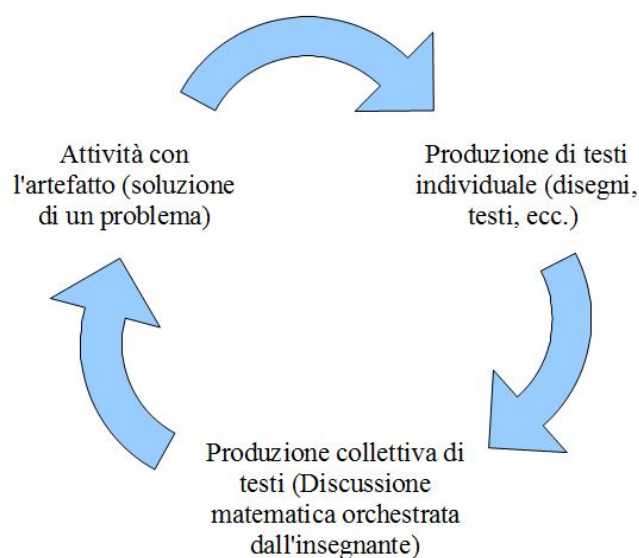 Attività con
l'artefatto (soluzione
di un problema)
Produzione di testi
individuale (disegni,
testi, ecc.)
Produzione collettiva di
testi (Discussione
matematica orchestrata
dall'insegnante)